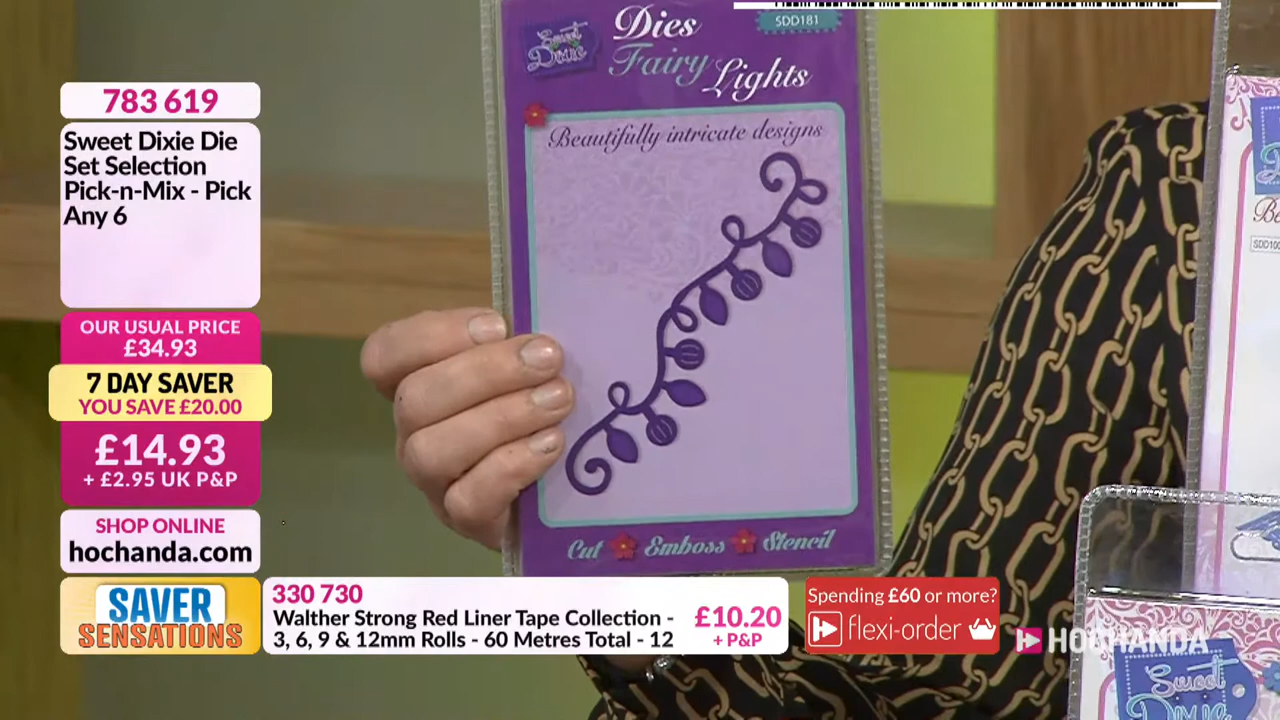 783 619
Sweet Dixie Die
Set Selection
Pick-n-Mix - Pick
Any 6
OUR USUAL PRICE
£34.93
7 DAY SAVER
YOU SAVE £20.00
£14.93
+ £2.95 UK P&P
SHOP ONLINE
hochanda.com
SAVER
SENSATIONS
330 730
Walther Strong Red Liner Tape Collection -
3, 6, 9 & 12mm Rolls - 60 Metres Total - 12
£10.20
+ P&P
Spending £60 or more?
flexi-order
HOCHANDA
Sweet
Dixie
Dies
Fairy Lights
SDD181
Beautifully intricate designs
Cut Emboss Stencil
Sweet
Dixie